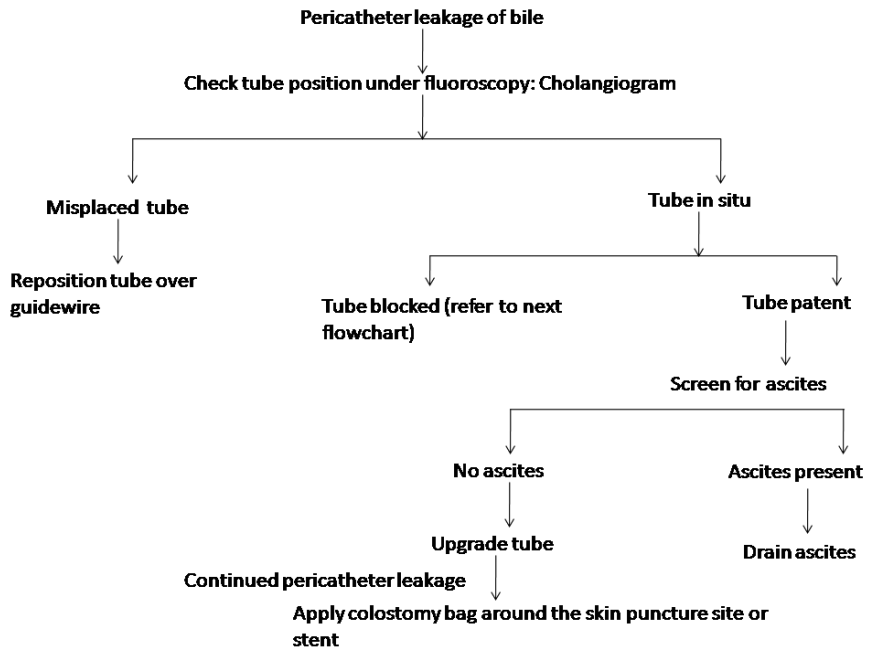 Pericatheter leakage of bile
Check tube position under fluoroscopy: Cholangiogram
Misplaced tube
Tube in situ
Reposition tube over
guidewire
Tube blocked (refer to next
flowchart)
Tube patent
Screen for ascites
No ascites
Ascites present
Upgrade tube
Drain ascites
Continued pericatheter leakage
Apply colostomy bag around the skin puncture site or
stent